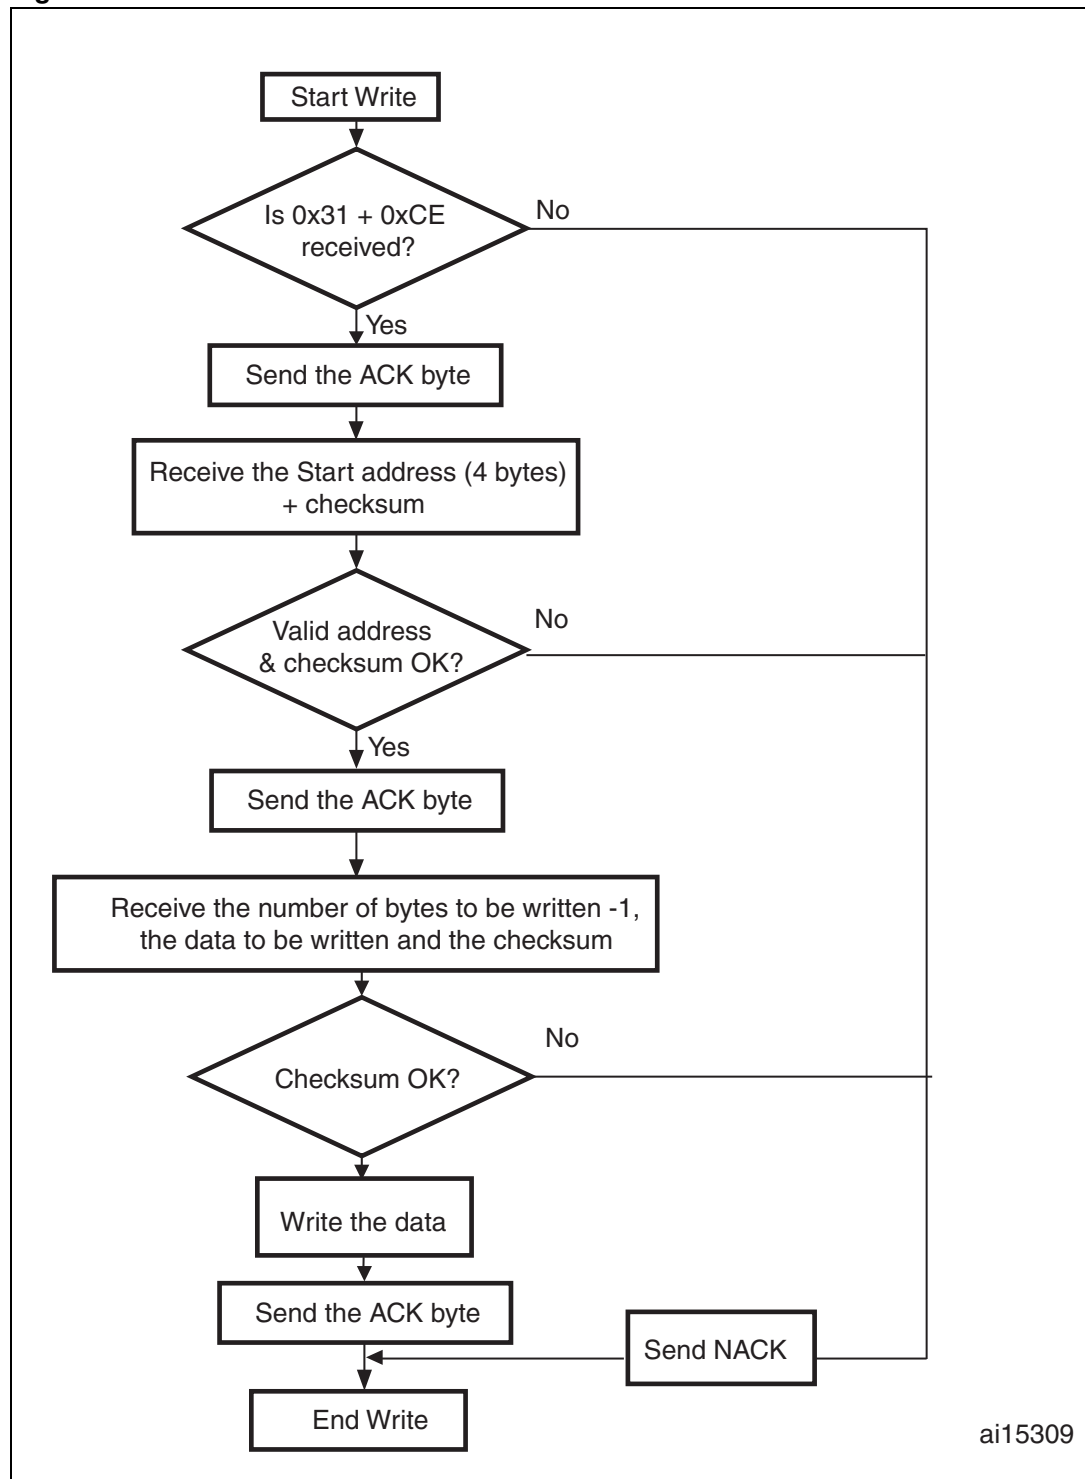 Start Write
Is 0x31 + 0xCE
received?
No
Yes
Send the ACK byte
Receive the Start address (4 bytes)
+ checksum
Valid address
& checksum OK?
No
Yes
Send the ACK byte
Receive the number of bytes to be written -1,
the data to be written and the checksum
Checksum OK?
No
Write the data
Send the ACK byte
Send NACK
End Write
ai15309